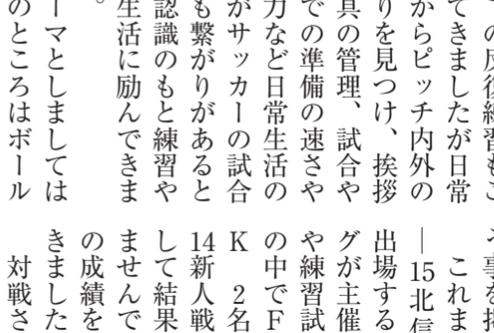 の反復練習もこ
てきましたが日常
からピッチ内外の
りを見つけ、挨拶
具の管理、試合や
での準備の速さや
力など日常生活の
がサッカーの試合
も繋がりがあると
認識のもと練習や
生活に励んできま
。
ーマとしましては
のところはボール
これま
―15北信
出場する
グが主催
や練習試
の中でF
K　2名
14新人戦
して結果
ませんで
の成績を
きました
対戦さ